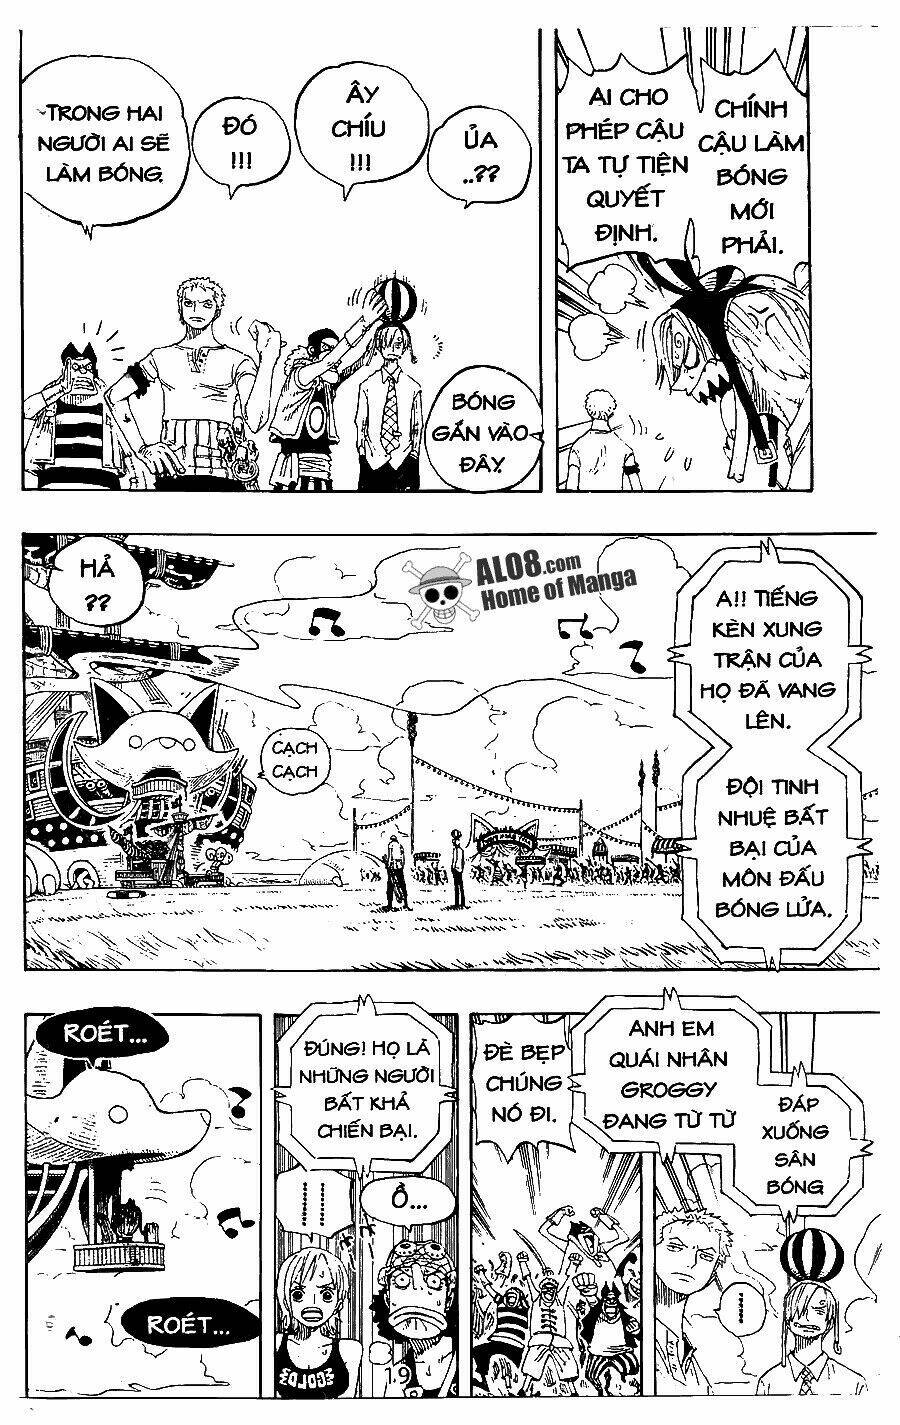 CHÍNH
CẬU LÀM
BÓNG
MỚI
PHẢI.
AI CHO
PHÉP CẬU
TA TỰ TIỆN
QUYẾT
ĐỊNH.
ỦA
..??
ÂY
CHÍU
!!!
ĐÓ
!!!
TRONG HAI
NGƯỜI AI SẼ
LÀM BÓNG.
BÓNG
GẮN VÀO
ĐÂY.
HẢ
??
AL08.com
Home of Manga
A!! TIẾNG
KÈN XUNG
TRẬN CỦA
HỌ ĐÃ VANG
LÊN.
CẠCH
CẠCH
ĐỘI TINH
NHUỆ BẤT
BẠI CỦA
MÔN ĐẤU
BÓNG LỬA.
ROÉT...
ROÉT...
ĐÚNG! HỌ LÀ
NHỮNG NGƯỜI
BẤT KHẢ
CHIẾN BẠI.
Ồ...
19
ĐÈ BẸP
CHÚNG
NÓ ĐI.
ANH EM
QUÁI NHÂN
GROGGY
ĐANG TỪ TỪ
ĐÁP
XUỐNG
SÂN
BÓNG